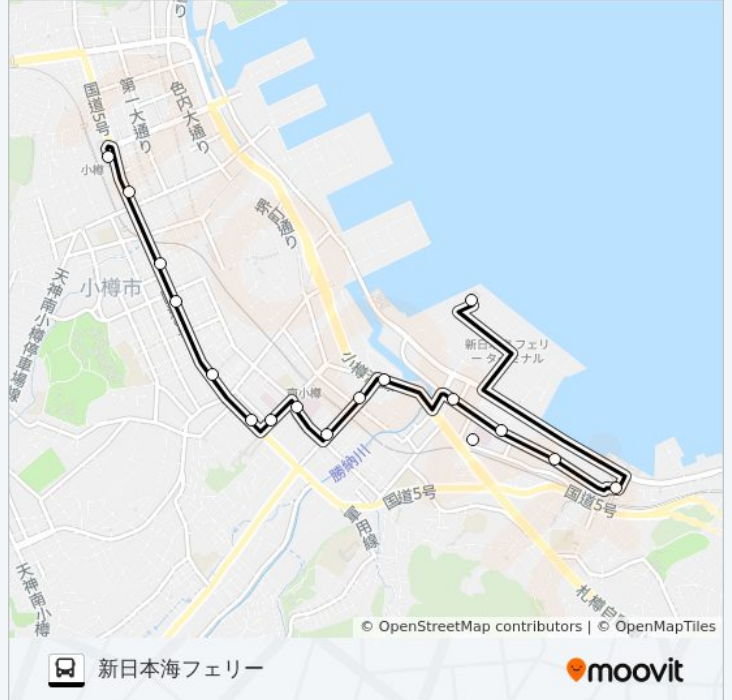 国道5号
第一大通り
色内大通り
小樽
堺町通り
小樽市
天神南小樽停車場線
新日本海フェリ
ー ターミナル
南小樽
勝納川
国道5号
国道5号
軍用線
天神南小樽
札樽自
© OpenStreetMap contributors | © OpenMapTiles
新日本海フェリー
moovit